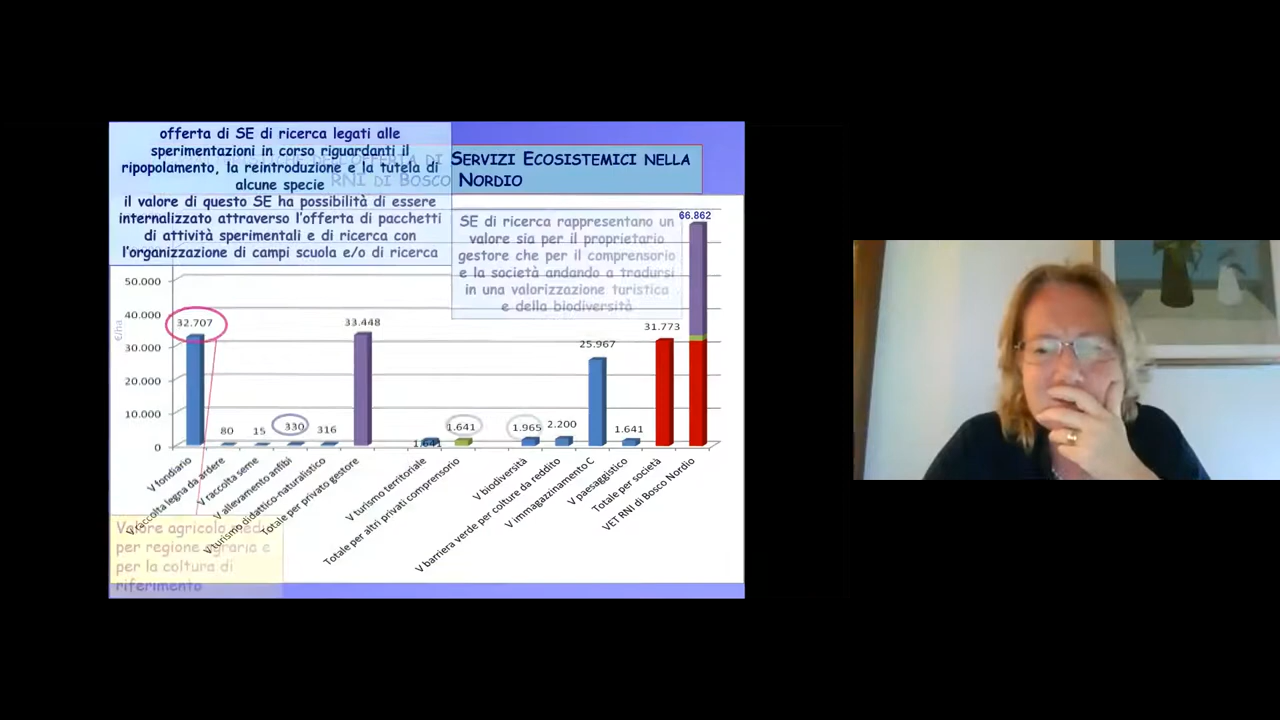 offerta di SE di ricerca legati alle
sperimentazioni in corso riguardanti il
ripopolamento, la reintroduzione e la tutela di
alcune specie
il valore di questo SE ha possibilità di essere
internalizzato attraverso l'offerta di pacchetti
di attività sperimentali e di ricerca con
l'organizzazione di campi scuola e/o di ricerca
DI SERVIZI ECOSISTEMICI NELLA
RNI DI BOSCO NORDIO
SE di ricerca rappresentano un
valore sia per il proprietario
gestore che per il comprensorio
e la società andando a tradursi
in una valorizzazione turistica
e della biodiversità
66.862
50.000
40.000
30.000
20.000
10.000
0
€/ha
32.707
80
15
330
316
33.448
1.641
1.641
1.965
2.200
25.967
1.641
31.773
V fondiario
V raccolta legna da ardere
V raccolta seme
V allevamento anfibi
V turismo didattico-naturalistico
Totale per privato gestore
V turismo territoriale
Totale per altri privati comprensorio
V biodiversità
V barriera verde per colture da reddito
V immagazzinamento C
V paesaggistico
Totale per società
VET RNI di Bosco Nordio
Valore agricolo medio
per regione agraria e
per la coltura di
riferimento